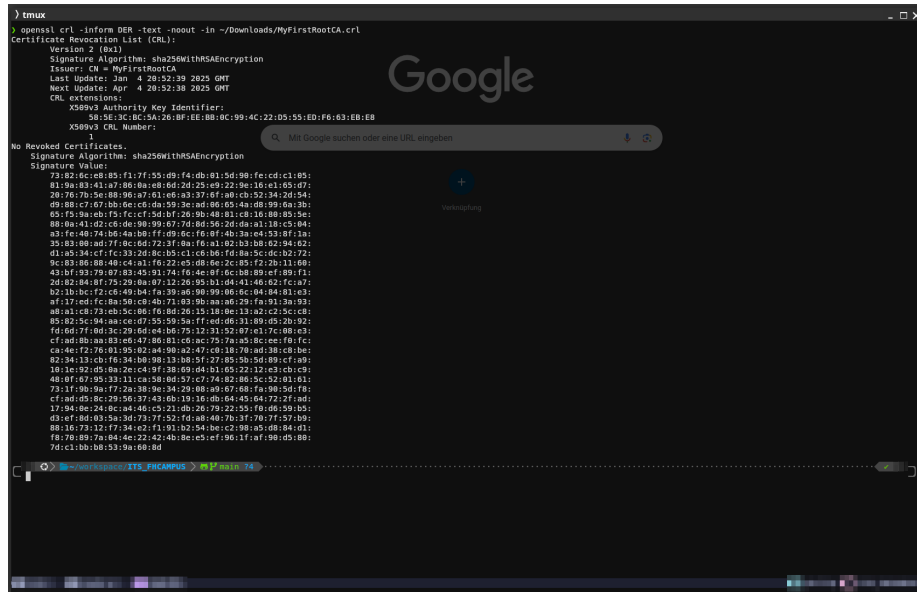 ❯ tmux
❯ openssl crl -inform DER -text -noout -in ~/Downloads/MyFirstRootCA.crl
Certificate Revocation List (CRL):
Version 2 (0x1)
Signature Algorithm: sha256WithRSAEncryption
Issuer: CN = MyFirstRootCA
Last Update: Jan  4 20:52:39 2025 GMT
Next Update: Apr  4 20:52:38 2025 GMT
CRL extensions:
X509v3 Authority Key Identifier:
58:5E:3C:BC:5A:26:BF:EE:BB:0C:99:4C:22:D5:55:ED:F6:63:EB:E8
X509v3 CRL Number:
1
No Revoked Certificates.
Signature Algorithm: sha256WithRSAEncryption
Signature Value:
73:82:6c:e8:85:f1:7f:55:d9:f4:db:01:5d:90:fe:cd:c1:05:
81:9a:83:41:a7:86:0a:e8:6d:2d:25:e9:22:9e:16:e1:65:d7:
20:76:7b:5e:88:96:a7:61:e6:a3:37:6f:a0:cb:52:34:2d:54:
d9:88:c7:67:bb:6e:c6:da:59:3e:ad:06:65:4a:d8:99:6a:3b:
65:f5:9a:eb:f5:fc:cf:5d:bf:26:9b:48:81:c8:16:80:85:5e:
88:0a:41:d2:c6:de:90:99:67:7d:8d:56:2d:da:a1:18:c5:04:
a3:fe:40:74:b6:4a:b0:ff:d9:6c:f6:0f:4b:3a:e4:53:8f:1a:
35:83:00:ad:7f:0c:6d:72:3f:0a:f6:a1:02:b3:b8:62:94:62:
d1:a5:34:cf:fc:33:2d:8c:b5:c1:c6:b6:fd:8a:5c:dc:b2:72:
9c:83:86:88:40:c4:a1:f6:22:e5:d8:6e:2c:85:f2:2b:11:60:
43:bf:93:79:07:83:45:91:74:f6:4e:0f:6c:b8:89:ef:89:f1:
2d:82:84:8f:75:29:0a:07:12:26:95:b1:d4:41:46:62:fc:a7:
b2:1b:bc:f2:c6:49:b4:fa:39:a6:90:99:06:6c:04:84:81:e3:
af:17:ed:fc:8a:50:c0:4b:71:03:9b:aa:a6:29:fa:91:3a:93:
a8:a1:c8:73:eb:5c:06:f6:8d:26:15:18:0e:13:a2:c2:5c:c8:
85:82:5c:94:aa:ce:d7:55:59:5a:ff:ed:d6:31:89:d5:2b:92:
fd:6d:7f:0d:3c:29:6d:e4:b6:75:12:31:52:07:e1:7c:08:e3:
cf:ad:8b:aa:83:e6:47:86:81:c6:ac:75:7a:a5:8c:ee:f0:fc:
ca:4e:f2:76:01:95:02:a4:90:a2:47:c0:18:70:ad:38:c8:be:
82:34:13:cb:f6:34:b0:98:13:b8:5f:27:85:5b:5d:89:cf:a9:
10:1e:92:d5:0a:2e:c4:9f:38:69:d4:b1:65:22:12:e3:cb:c9:
48:0f:67:95:33:11:ca:58:0d:57:c7:74:82:86:5c:52:01:61:
73:1f:9b:9a:f7:2a:38:9e:34:29:08:a9:67:68:fa:90:5d:f8:
cf:ad:d5:8c:29:56:37:43:6b:19:16:db:64:45:64:72:2f:ad:
17:94:0e:24:0c:a4:46:c5:21:db:26:79:22:55:f0:d6:59:b5:
d3:ef:8d:03:5a:3d:73:7f:52:fd:a8:40:7b:3f:70:7f:57:b9:
08:16:73:12:f7:34:e2:f1:91:b2:54:be:c2:98:a5:d8:84:d1:
f8:70:89:7a:04:4e:22:42:4b:8e:e5:ef:96:1f:af:90:d5:80:
7d:c1:bb:b8:53:9a:60:8d
~/workspace/ITS_FHCAMPUS ❯ main 74
Google
Mit Google suchen oder eine URL eingeben
Verknüpfung